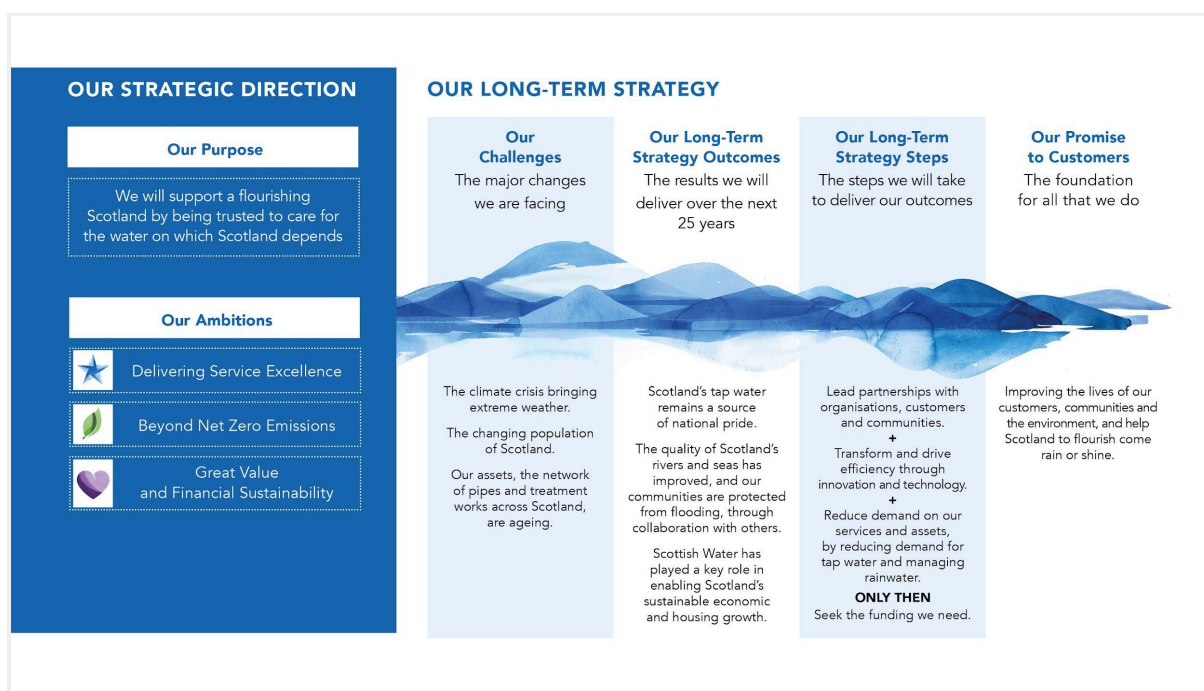 OUR STRATEGIC DIRECTION
Our Purpose
We will support a flourishing
Scotland by being trusted to care for
the water on which Scotland depends
Our Ambitions
Delivering Service Excellence
Beyond Net Zero Emissions
Great Value
and Financial Sustainability
OUR LONG-TERM STRATEGY
Our
Challenges
The major changes
we are facing
The climate crisis bringing
extreme weather.
The changing population
of Scotland.
Our assets, the network
of pipes and treatment
works across Scotland,
are ageing.
Our Long-Term
Strategy Outcomes
The results we will
deliver over the next
25 years
Scotland's tap water
remains a source
of national pride.
The quality of Scotland's
rivers and seas has
improved, and our
communities are protected
from flooding, through
collaboration with others.
Scottish Water has
played a key role in
enabling Scotland's
sustainable economic
and housing growth.
Our Long-Term
Strategy Steps
The steps we will take
to deliver our outcomes
Lead partnerships with
organisations, customers
and communities.
+
Transform and drive
efficiency through
innovation and technology.
+
Reduce demand on our
services and assets,
by reducing demand for
tap water and managing
rainwater.
ONLY THEN
Seek the funding we need.
Our Promise
to Customers
The foundation
for all that we do
Improving the lives of our
customers, communities and
the environment, and help
Scotland to flourish come
rain or shine.